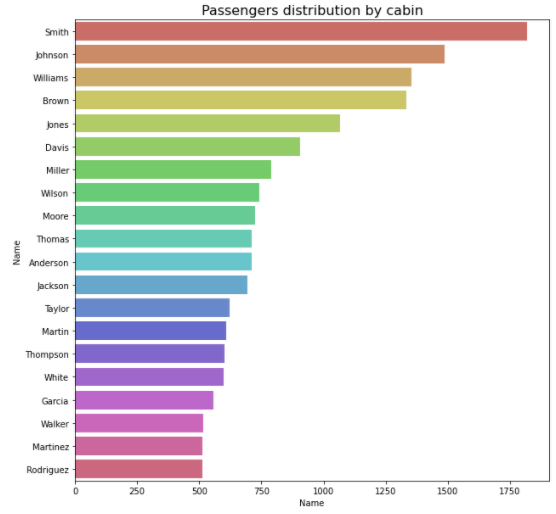 Passengers distribution by cabin
Smith
Johnson
Williams
Brown
Jones
Davis
Miller
Wilson
Moore
Thomas
Anderson
Jackson
Taylor
Martin
Thompson
White
Garcia
Walker
Martinez
Rodriguez
Name
0 250 500 750 1000 1250 1500 1750
Name